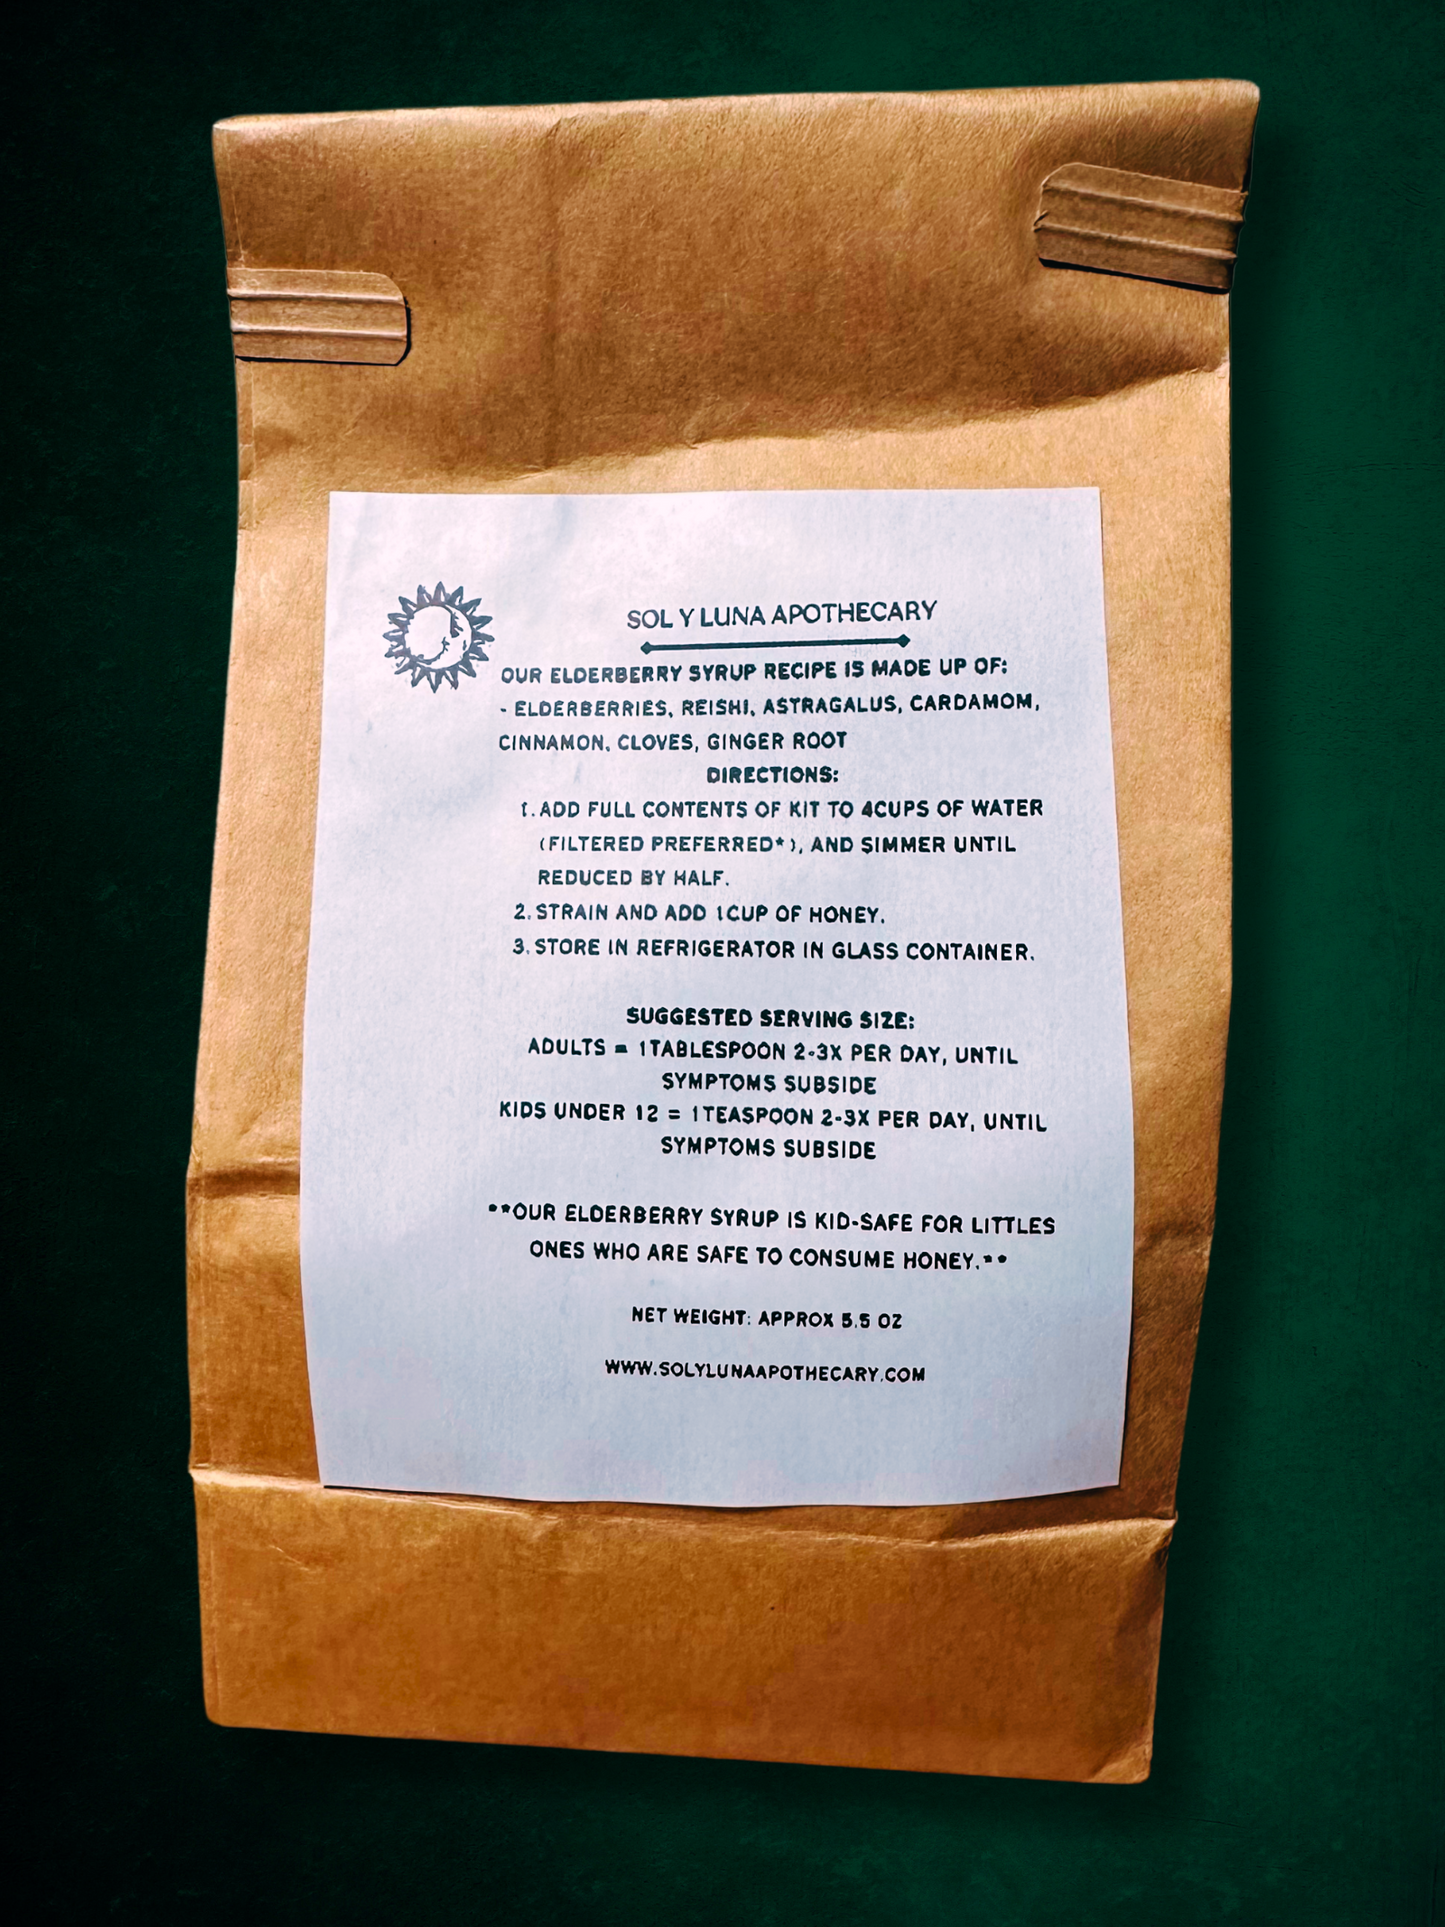 SOL Y LUNA APOTHECARY
OUR ELDERBERRY SYRUP RECIPE IS MADE UP OF:
- ELDERBERRIES, REISHI, ASTRAGALUS, CARDAMOM,
CINNAMON, CLOVES, GINGER ROOT
DIRECTIONS:
1. ADD FULL CONTENTS OF KIT TO 4CUPS OF WATER
(FILTERED PREFERRED*), AND SIMMER UNTIL
REDUCED BY HALF.
2. STRAIN AND ADD 1CUP OF HONEY.
3. STORE IN REFRIGERATOR IN GLASS CONTAINER.
SUGGESTED SERVING SIZE:
ADULTS = 1TABLESPOON 2-3X PER DAY, UNTIL
SYMPTOMS SUBSIDE
KIDS UNDER 12 = 1TEASPOON 2-3X PER DAY, UNTIL
SYMPTOMS SUBSIDE
**OUR ELDERBERRY SYRUP IS KID-SAFE FOR LITTLES
ONES WHO ARE SAFE TO CONSUME HONEY.**
NET WEIGHT: APPROX 5.5 OZ
WWW.SOLYLUNAAPOTHECARY.COM